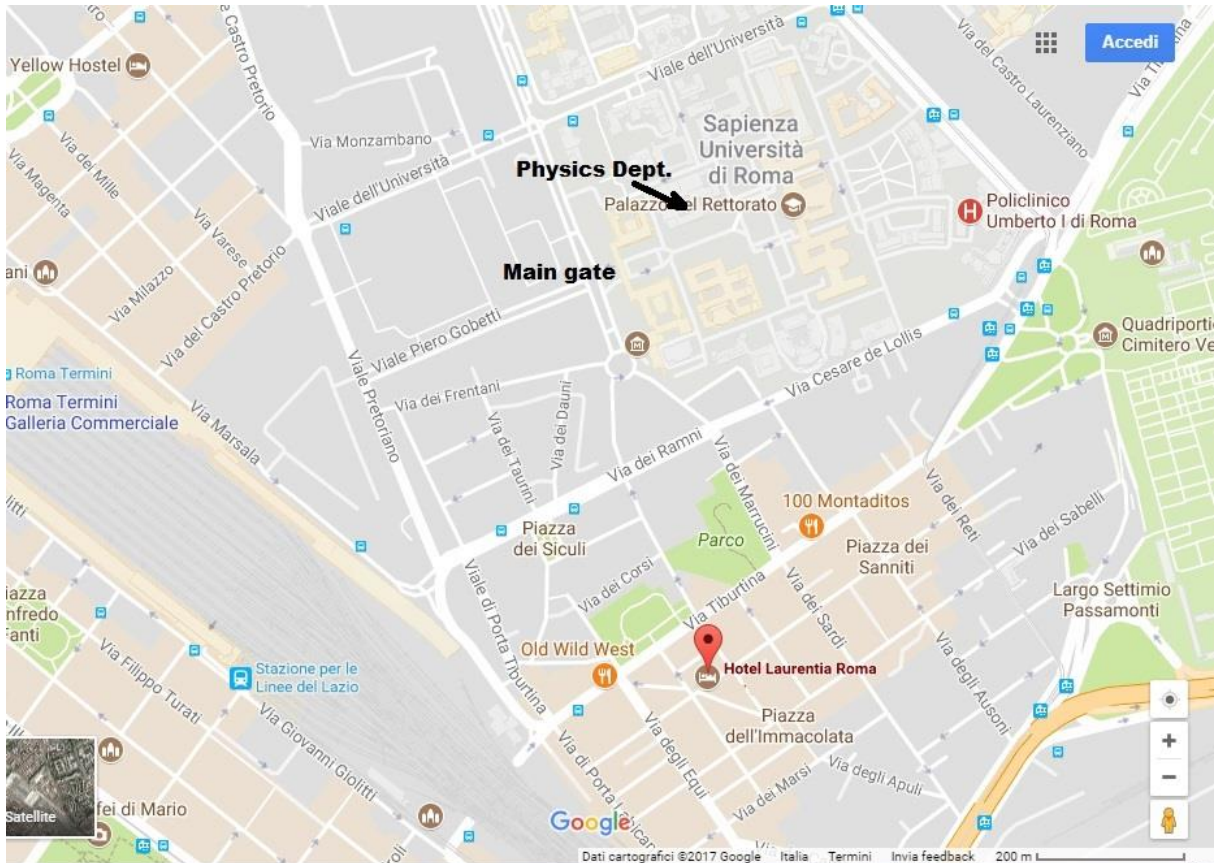 Yellow Hostel
Castro Pretorio
Viale dell'Università
Accedi
Via del Castro Laurenziano
Via Monzambano
Via dei Mille
Via Magenta
Sapienza
Università
di Roma
Physics Dept.
Viale dell'Università
Palazzo del Rettorato
H
Policlinico
Umberto I di Roma
Via Varese
Via Milazzo
Via del Castro Pretorio
Main gate
Viale Piero Gobetti
Viale Pretoriano
Quadriporti
Cimitero Ve
Roma Termini
Roma Termini
Galleria Commerciale
Via Marsala
Via dei Frentani
Via dei Dauni
Via dei Taurini
Via Cesare de Lollis
Via dei Ramni
Via dei Marrucini
100 Montaditos
Via dei Reti
Via dei Sabelli
Piazza
dei Siculi
Parco
Piazza dei
Sanniti
Via dei Corsi
Via Tiburtina
Via dei Sardi
Largo Settimio
Passamonti
iazza
nfredo
Fanti
Viale di Porta Tiburtina
Old Wild West
Hotel Laurentia Roma
Via Filippo Turati
Stazione per le
Linee del Lazio
Via Giovanni Giolitti
Via degli Ausoni
Piazza
dell'Immacolata
Via degli Equi
Via dei Marsi
Via degli Apuli
+
−
Satellite
fei di Mario
Google
Dati cartografici ©2017 Google Italia Termini Invia feedback 200 m